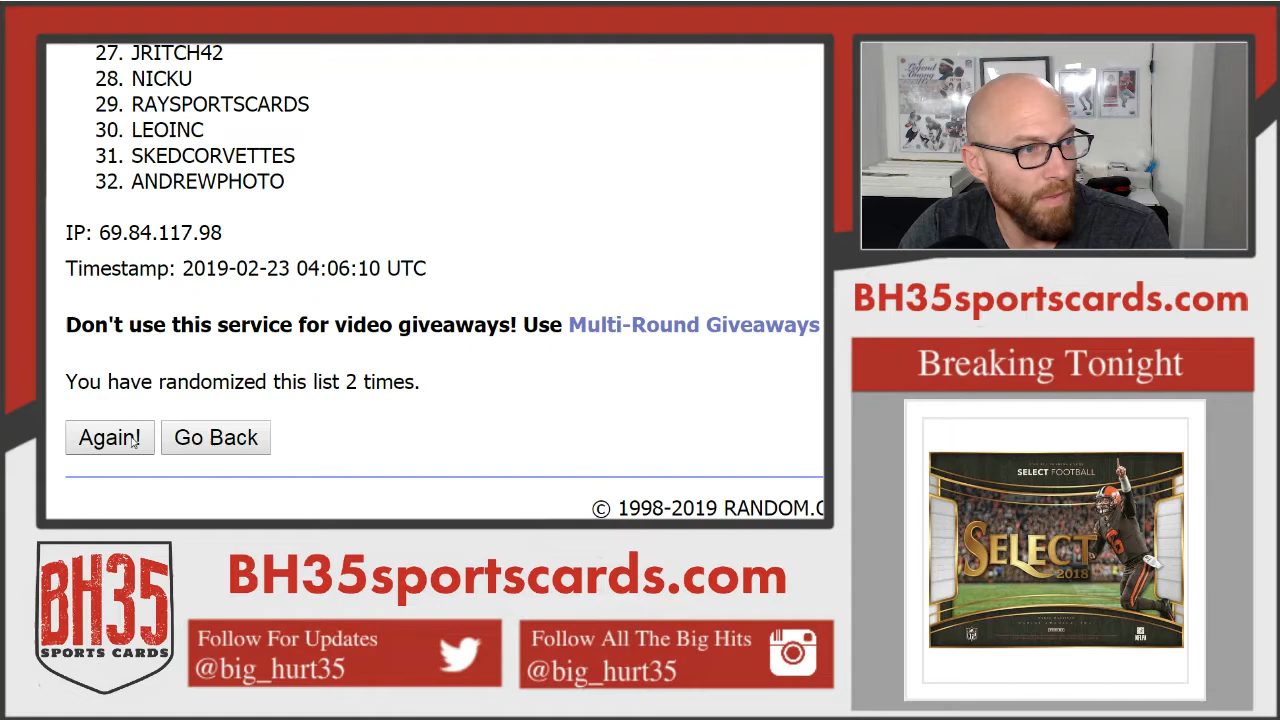 27. JRITCH42
28. NICKU
29. RAYSPORTSCARDS
30. LEOINC
31. SKEDCORVETTES
32. ANDREWPHOTO
IP: 69.84.117.98
Timestamp: 2019-02-23 04:06:10 UTC
Don't use this service for video giveaways! Use Multi-Round Giveaways
You have randomized this list 2 times.
Again!
Go Back
© 1998-2019 RANDOM.C
BH35sportscards.com
Breaking Tonight
SELECT FOOTBALL
SELECT
2018
BH35
SPORTS CARDS
BH35sportscards.com
Follow For Updates
@big_hurt35
Follow All The Big Hits
@big_hurt35